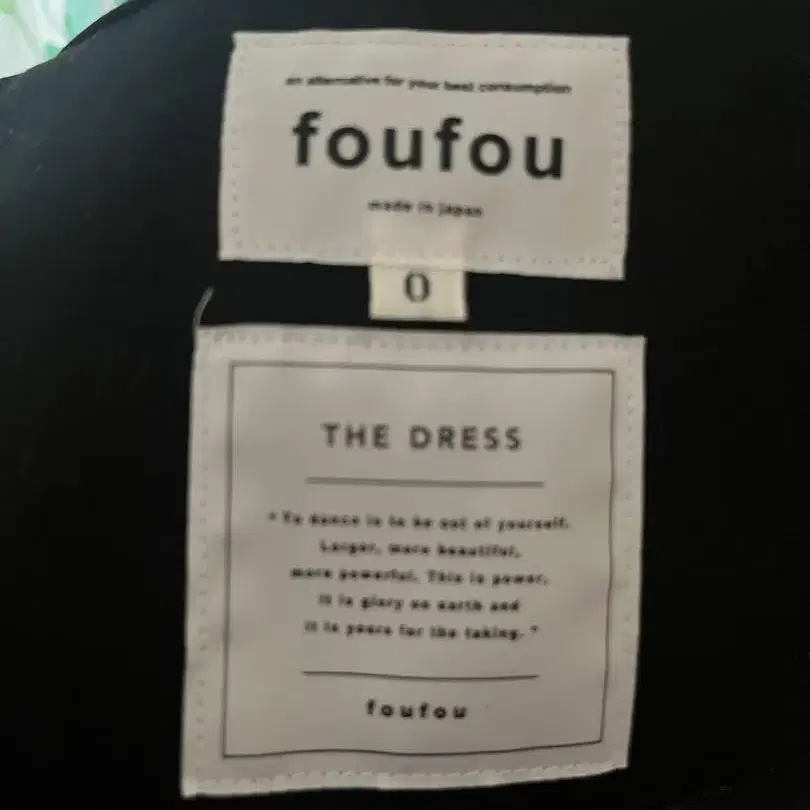 an alternative for your best consumption
foufou
made in japan
0
THE DRESS
" To dance is to be out of yourself.
Larger, more beautiful,
more powerful. This is power,
it is glory on earth and
it is yours for the taking. "
foufou